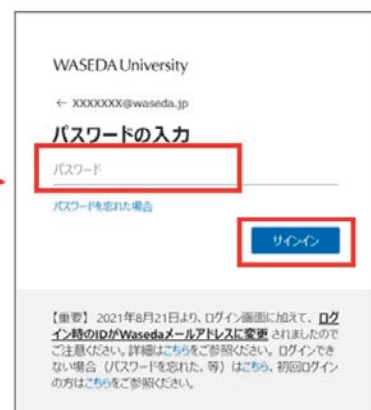 WASEDA University
← XXXXXXX@waseda.jp
パスワードの入力
パスワード
パスワードを忘れた場合
サインイン
【重要】 2021年8月21日より、ログイン画面に加えて、ログ
イン時のIDがWasedaメールアドレスに変更 されましたので
ご注意ください。詳細はこちらをご参照ください。ログインでき
ない場合（パスワードを忘れた、等）はこちら、初回ログイン
の方はこちらをご参照ください。